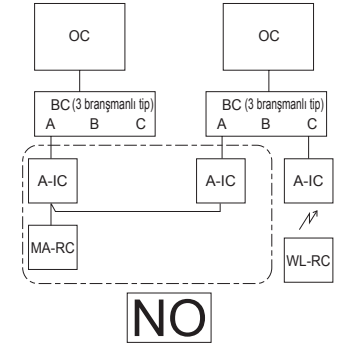 OC OC
BC (3 branşmanlı tip) BC (3 branşmanlı tip)
A B C A B C
A-IC A-IC A-IC
MA-RC WL-RC
NO